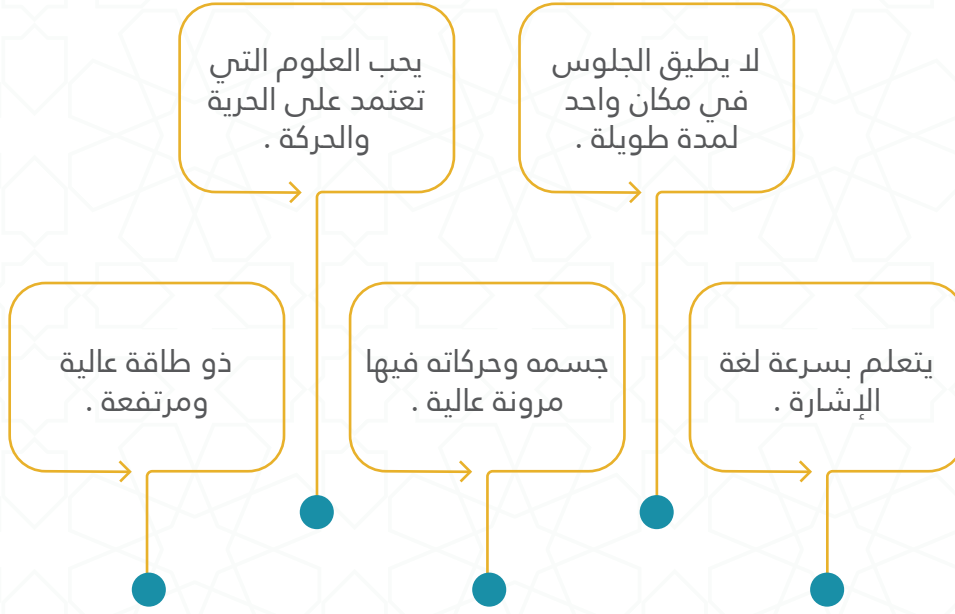 لا يطيق الجلوس
في مكان واحد
لمدة طويلة .
يحب العلوم التي
تعتمد على الحرية
والحركة .
يتعلم بسرعة لغة
الإشارة .
جسمه وحركاته فيها
مرونة عالية .
ذو طاقة عالية
ومرتفعة .